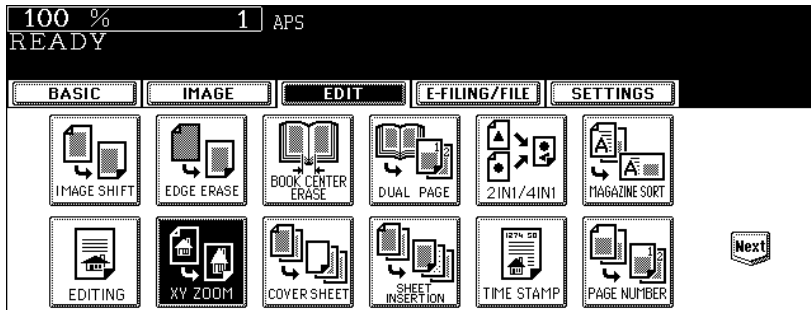 100 % 1 APS
READY
BASIC IMAGE EDIT E-FILING/FILE SETTINGS
IMAGE SHIFT EDGE ERASE BOOK CENTER ERASE DUAL PAGE 2IN1/4IN1 MAGAZINE SORT
EDITING XY ZOOM COVER SHEET SHEET INSERTION TIME STAMP PAGE NUMBER
Next